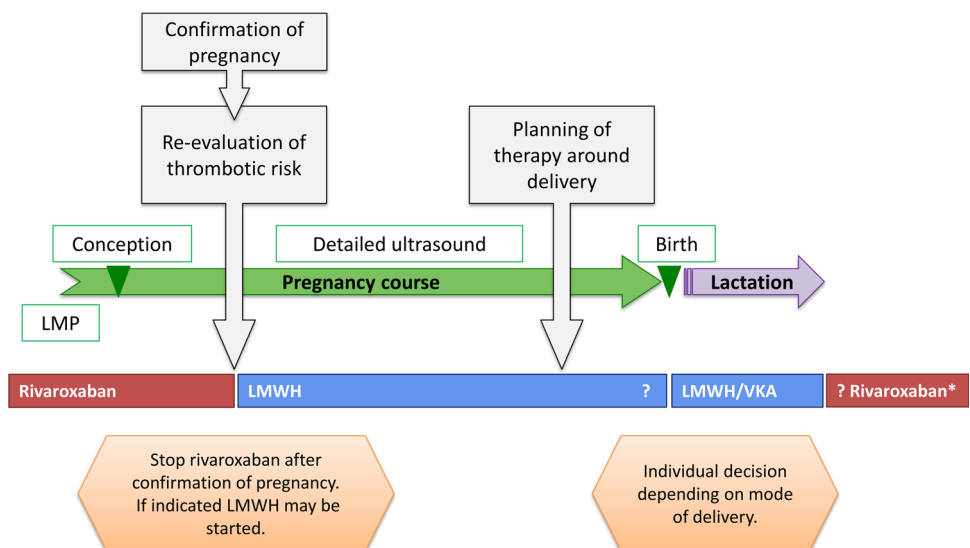 Confirmation of
pregnancy
Re-evaluation of
thrombotic risk
Planning of
therapy around
delivery
Conception
Detailed ultrasound
Birth
Pregnancy course
Lactation
LMP
Rivaroxaban
LMWH
?
LMWH/VKA
? Rivaroxaban*
Stop rivaroxaban after
confirmation of pregnancy.
If indicated LMWH may be
started.
Individual decision
depending on mode
of delivery.